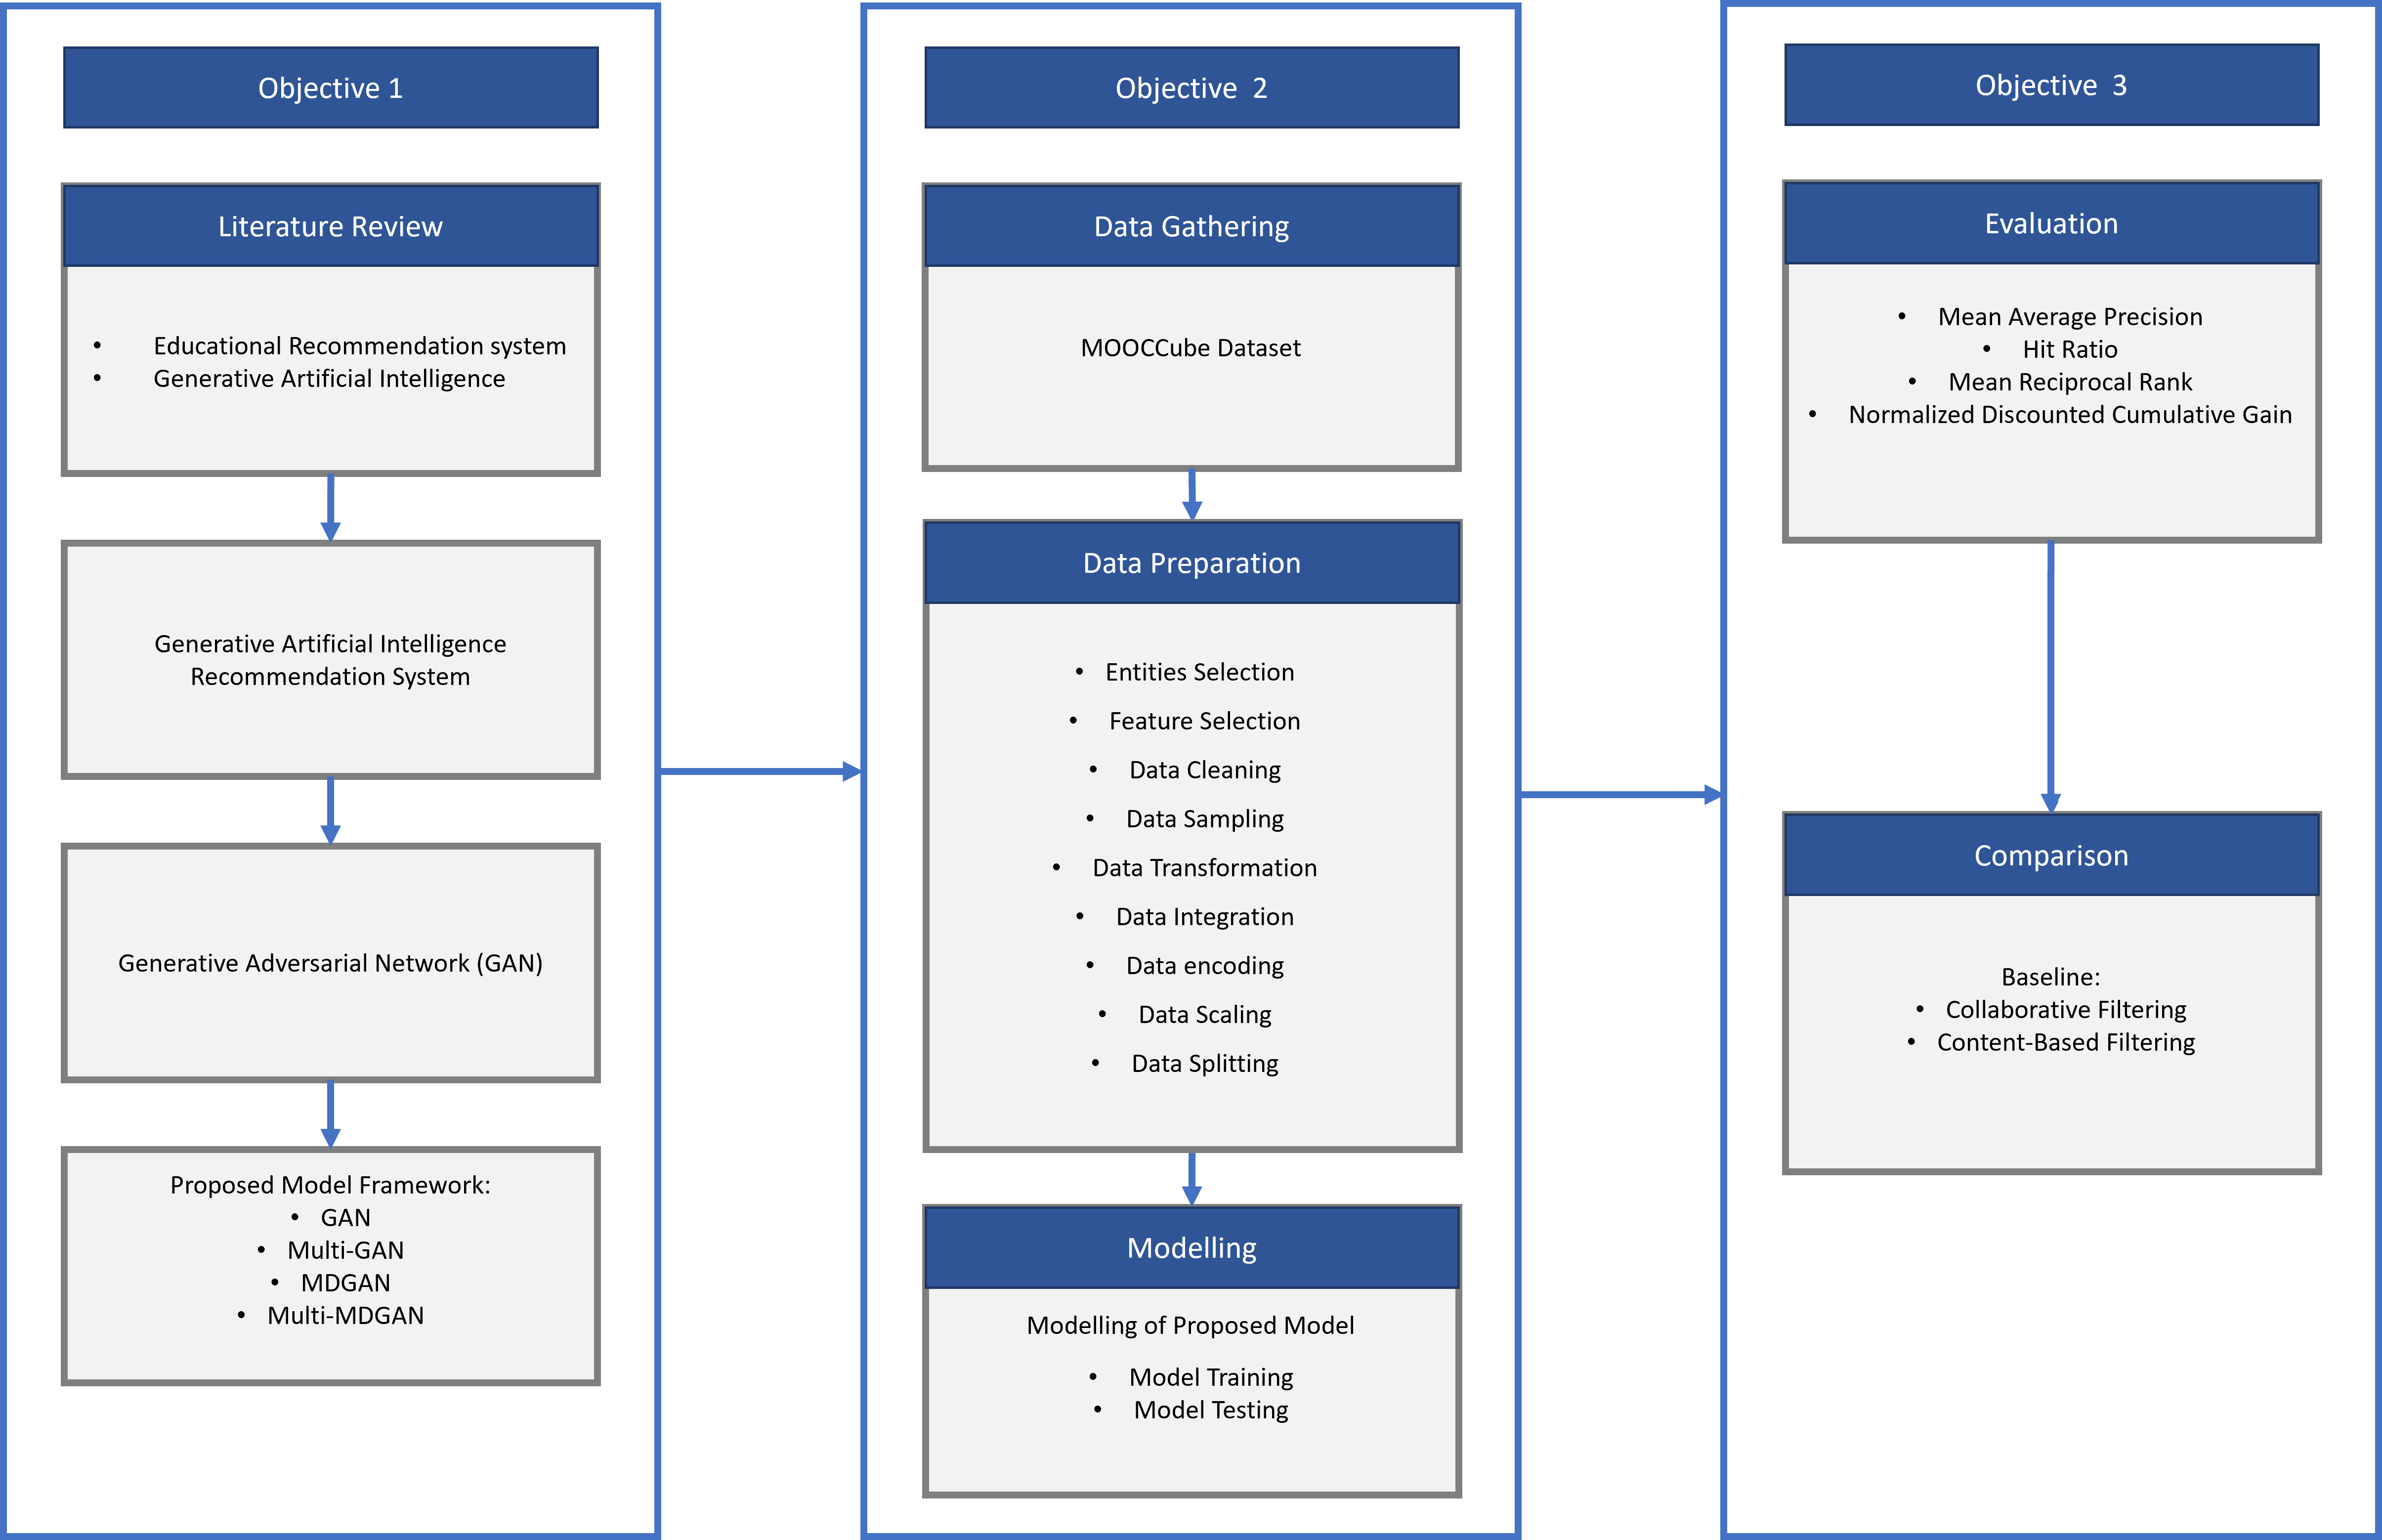 Objective 1
Literature Review
• Educational Recommendation system
• Generative Artificial Intelligence
Generative Artificial Intelligence
Recommendation System
Generative Adversarial Network (GAN)
Proposed Model Framework:
• GAN
• Multi-GAN
• MDGAN
• Multi-MDGAN
Objective 2
Data Gathering
MOOCCube Dataset
Data Preparation
• Entities Selection
• Feature Selection
• Data Cleaning
• Data Sampling
• Data Transformation
• Data Integration
• Data encoding
• Data Scaling
• Data Splitting
Modelling
Modelling of Proposed Model
• Model Training
• Model Testing
Objective 3
Evaluation
• Mean Average Precision
• Hit Ratio
• Mean Reciprocal Rank
• Normalized Discounted Cumulative Gain
Comparison
Baseline:
• Collaborative Filtering
• Content-Based Filtering